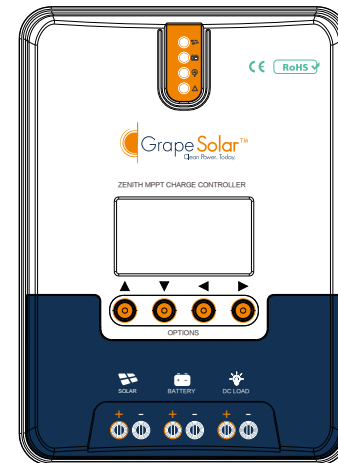 CE RoHS
GrapeSolar™
Clean Power. Today.
ZENITH MPPT CHARGE CONTROLLER
OPTIONS
SOLAR BATTERY DC LOAD
+ - + - + -